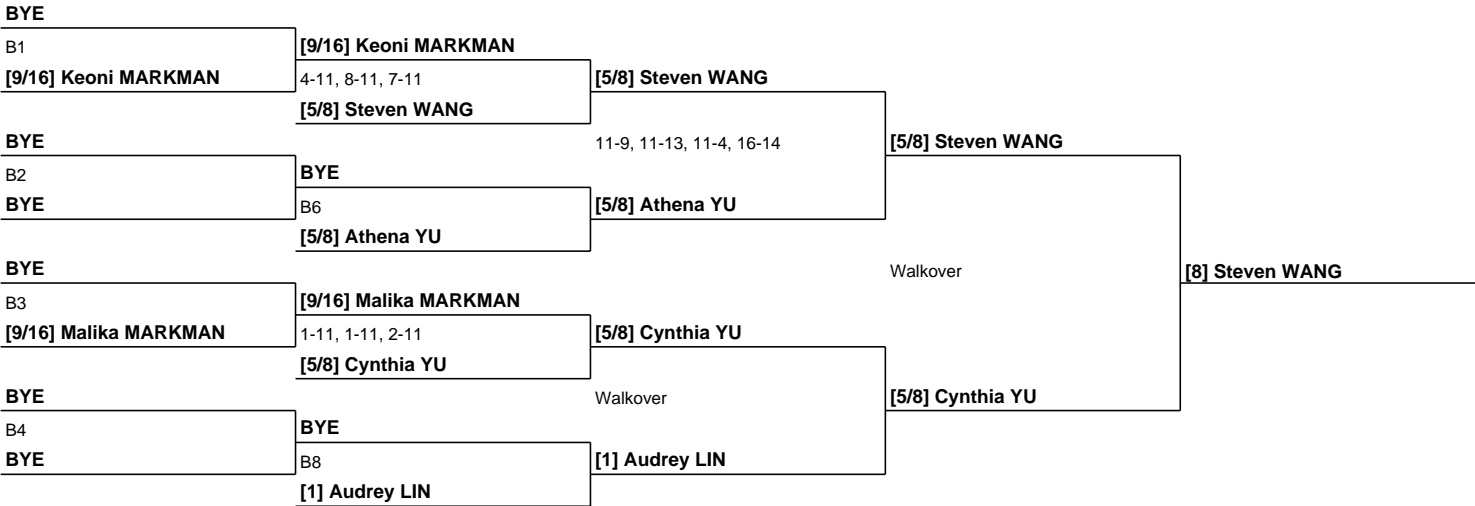 BYE
B1
[9/16] Keoni MARKMAN
[9/16] Keoni MARKMAN
4-11, 8-11, 7-11
[5/8] Steven WANG
[5/8] Steven WANG
BYE
11-9, 11-13, 11-4, 16-14
[5/8] Steven WANG
B2
BYE
BYE
B6
[5/8] Athena YU
[5/8] Athena YU
BYE
Walkover
[8] Steven WANG
B3
[9/16] Malika MARKMAN
[9/16] Malika MARKMAN
1-11, 1-11, 2-11
[5/8] Cynthia YU
[5/8] Cynthia YU
BYE
Walkover
[5/8] Cynthia YU
B4
BYE
BYE
B8
[1] Audrey LIN
[1] Audrey LIN